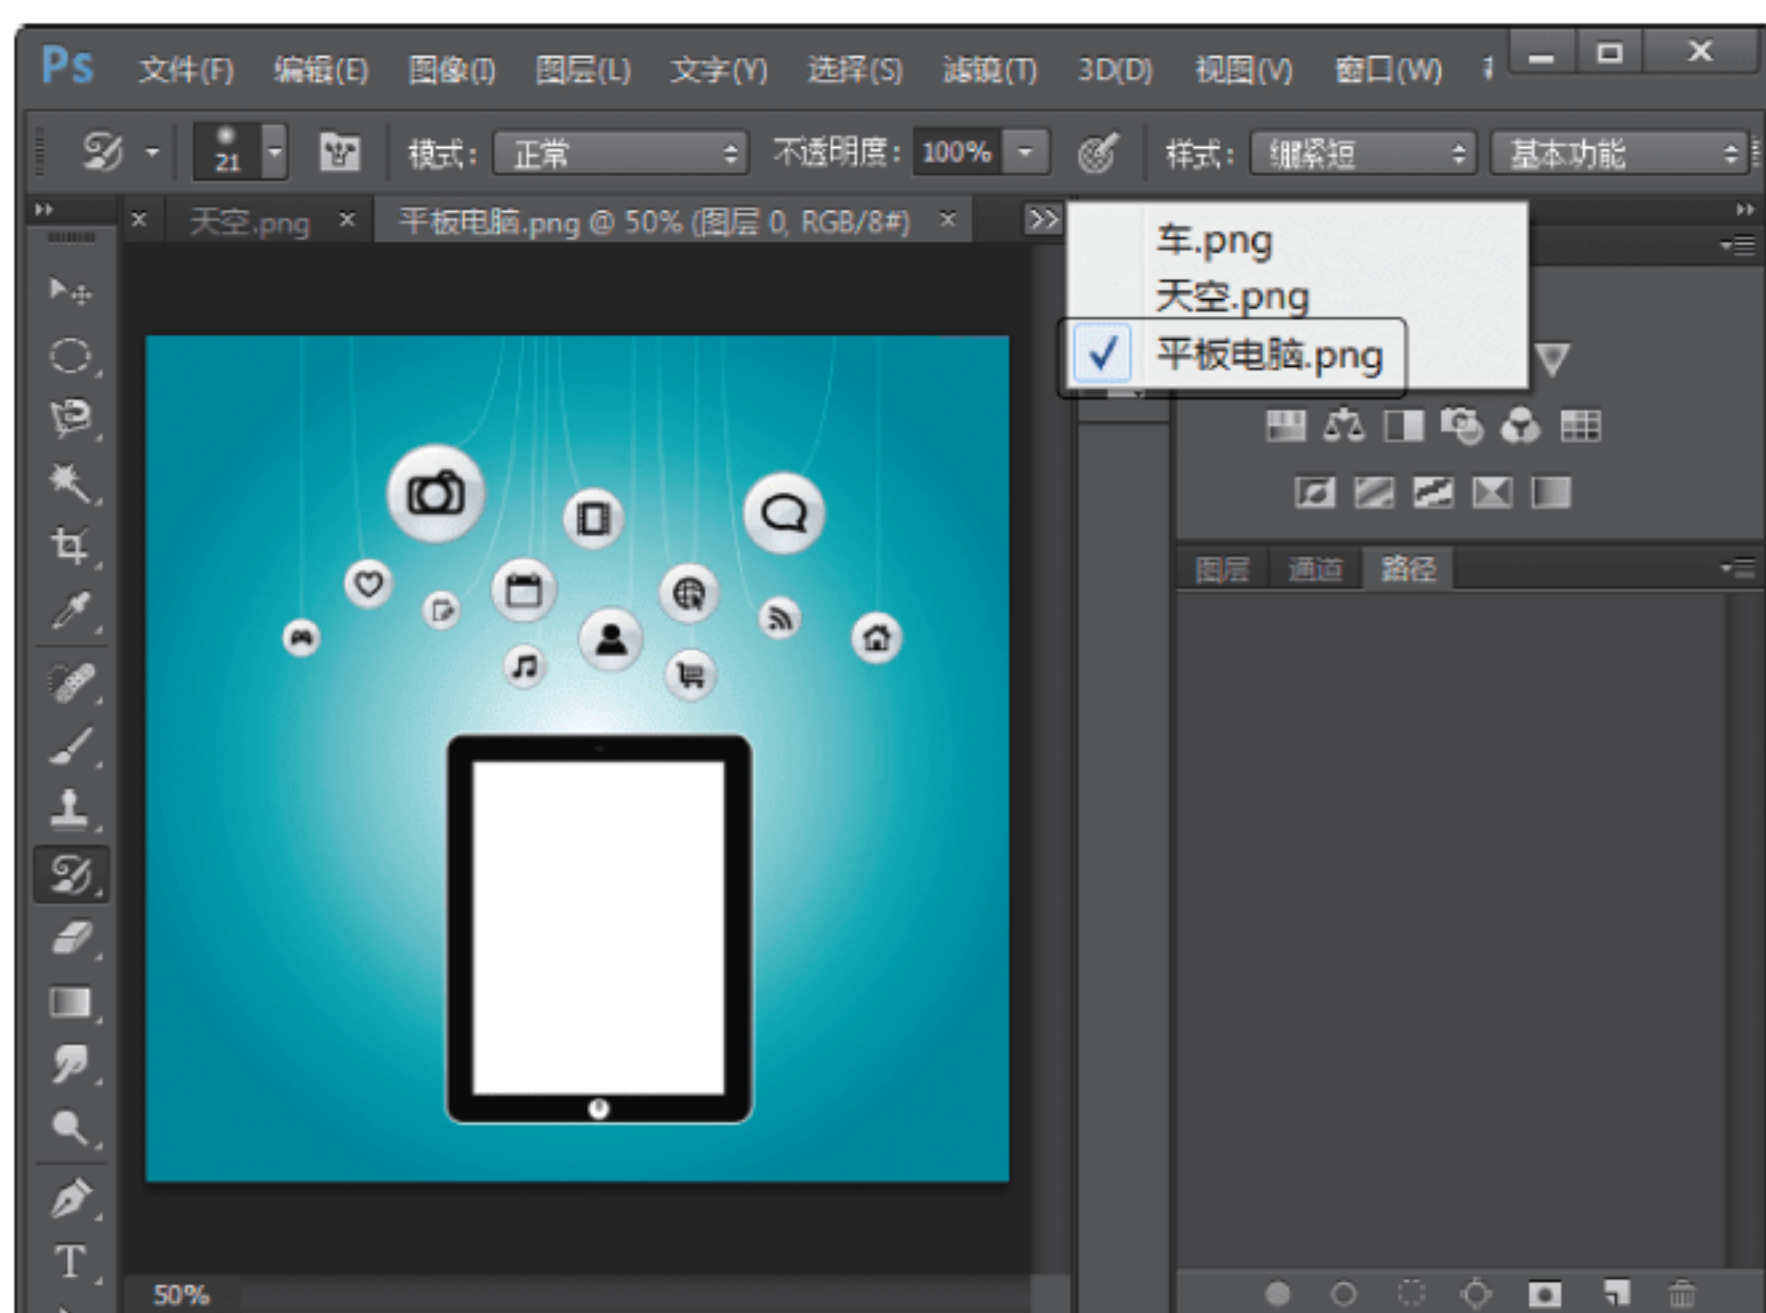 Ps 文件(F) 编辑(E) 图像(I) 图层(L) 文字(Y) 选择(S) 滤镜(T) 3D(D) 视图(V) 窗口(W)
21 模式: 正常 不透明度: 100% 样式: 绷紧短 基本功能
天空.png 平板电脑.png @ 50% (图层 0, RGB/8#) >>
车.png
天空.png
平板电脑.png
图层 通道 路径
T
50%